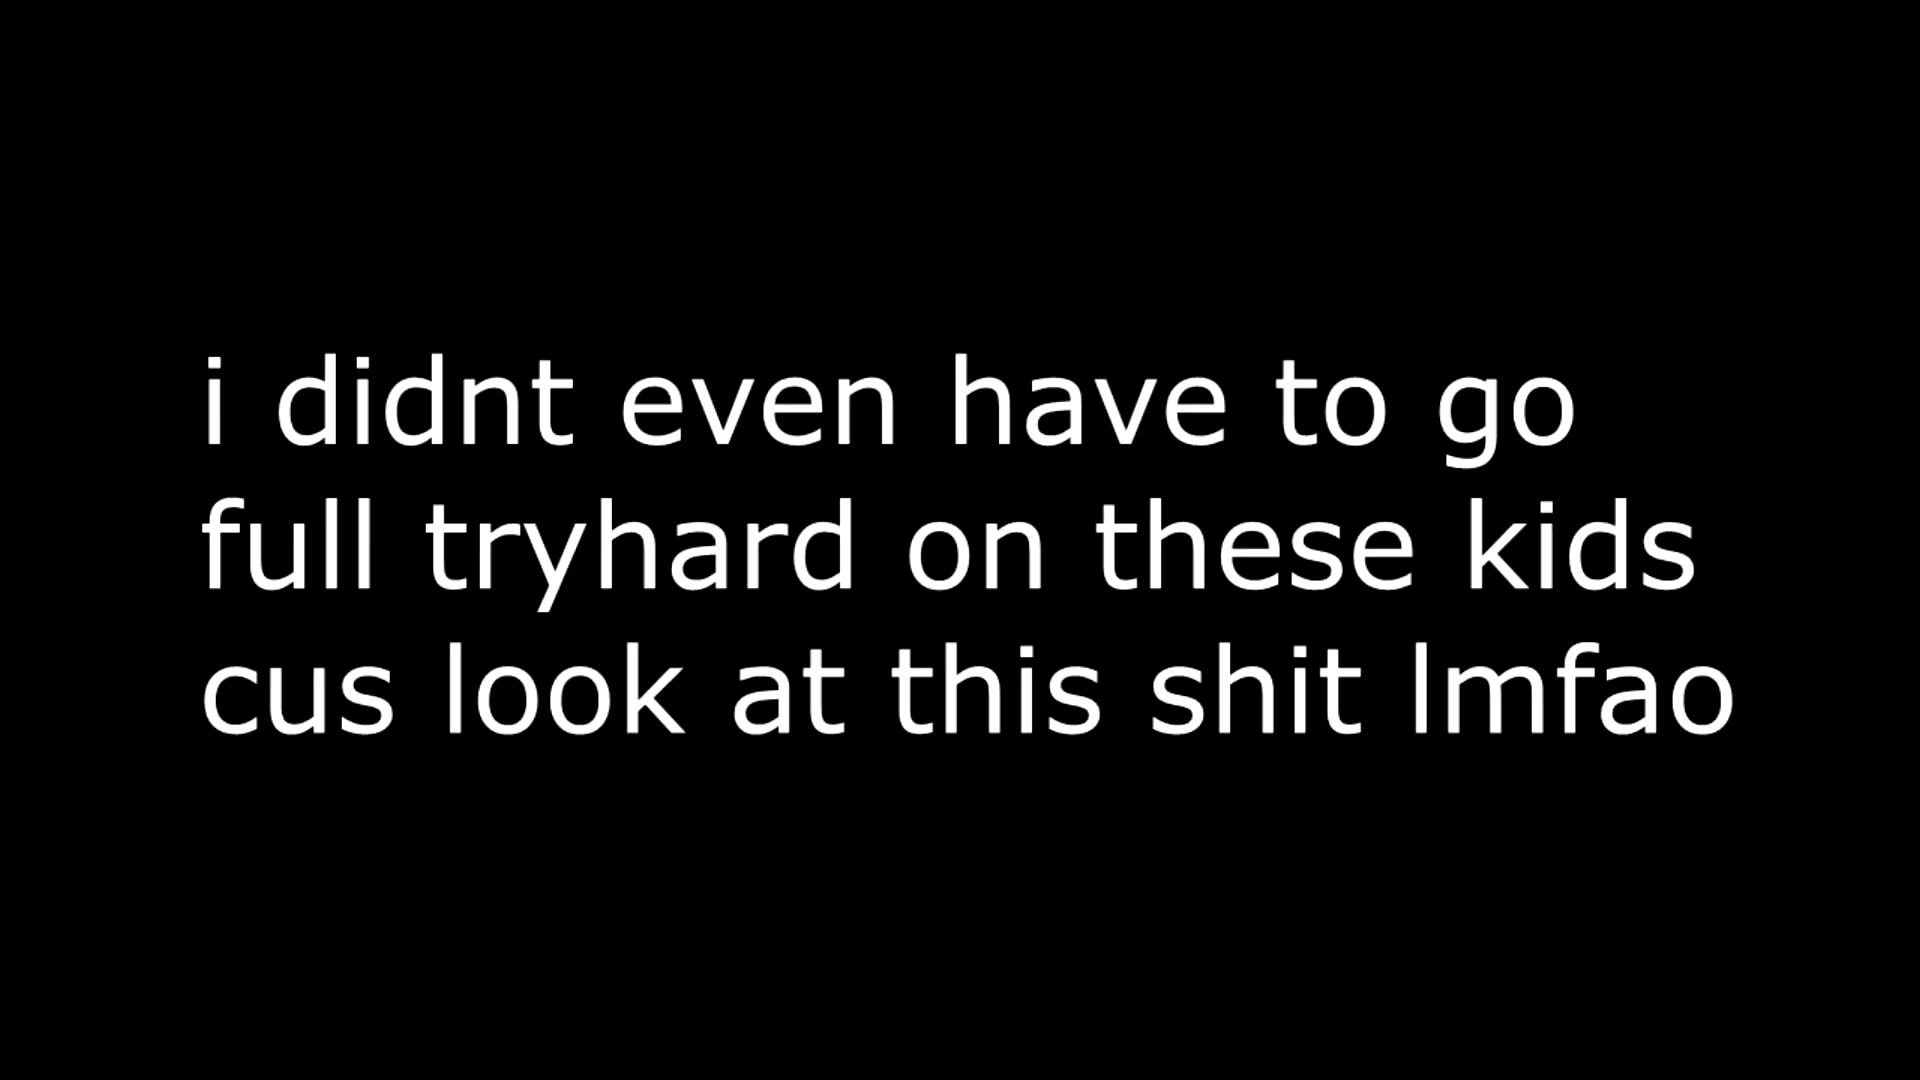 i didnt even have to go
full tryhard on these kids
cus look at this shit lmfao